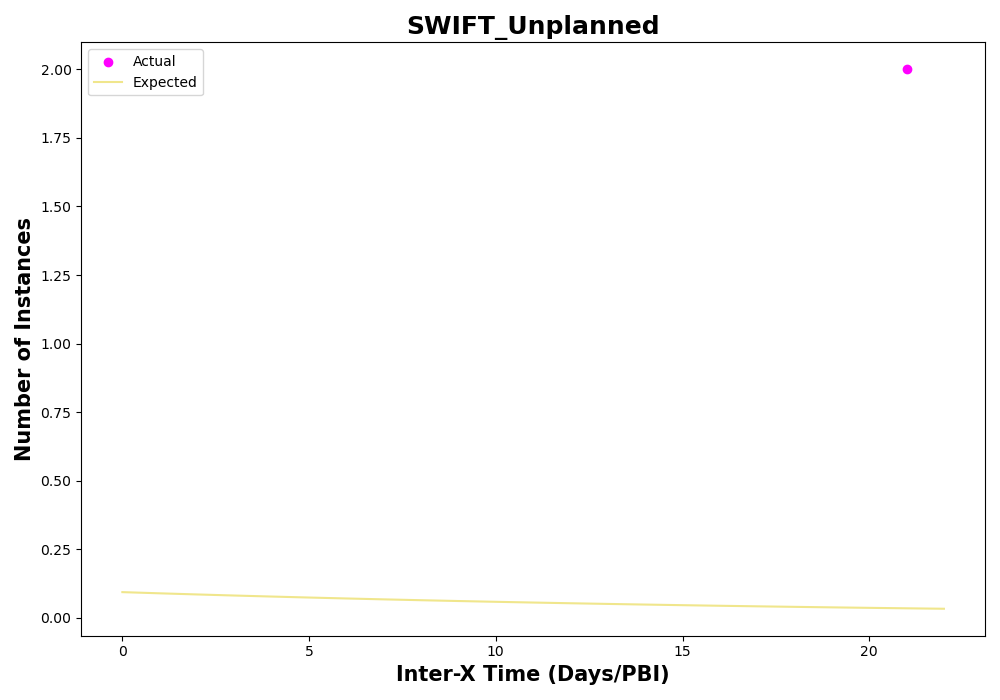 SWIFT_Unplanned
Actual
Expected
2.00
1.75
1.50
1.25
1.00
0.75
0.50
0.25
0.00
Number of Instances
0
5
10
15
20
Inter-X Time (Days/PBI)